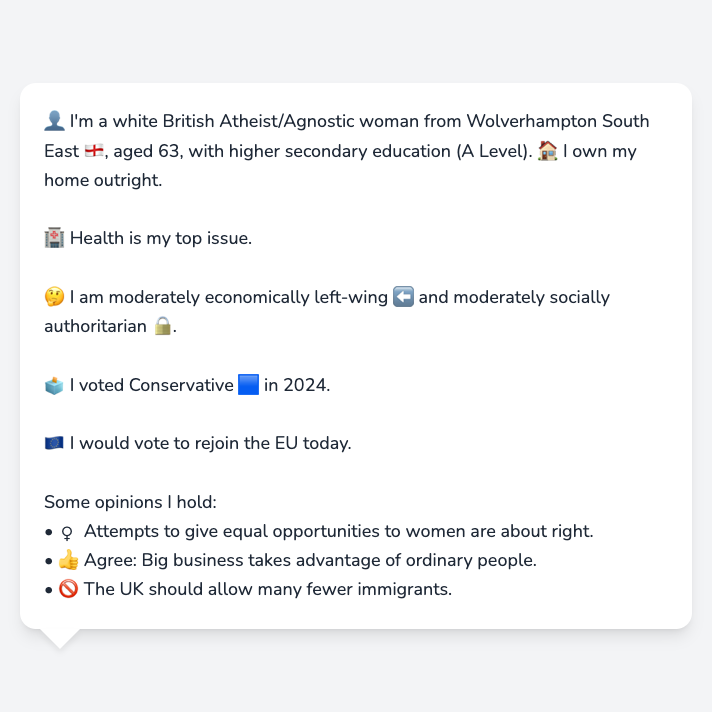 👤 I'm a white British Atheist/Agnostic woman from Wolverhampton South
East 🏴󠁧󠁢󠁥󠁮󠁧󠁿, aged 63, with higher secondary education (A Level). 🏠 I own my
home outright.
🏥 Health is my top issue.
🤔 I am moderately economically left-wing ⬅️ and moderately socially
authoritarian 🔒.
🗳️ I voted Conservative 🟦 in 2024.
🇪🇺 I would vote to rejoin the EU today.
Some opinions I hold:
• ♀️ Attempts to give equal opportunities to women are about right.
• 👍 Agree: Big business takes advantage of ordinary people.
• 🚫 The UK should allow many fewer immigrants.